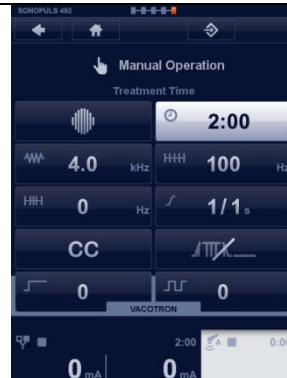 SONOPULS 492
Manual Operation
Treatment Time
2:00
4.0 kHz
100 Hz
0 Hz
1/1 s
CC
0
0
VACOTRON
2:00
A
0:00
0 mA
0 mA